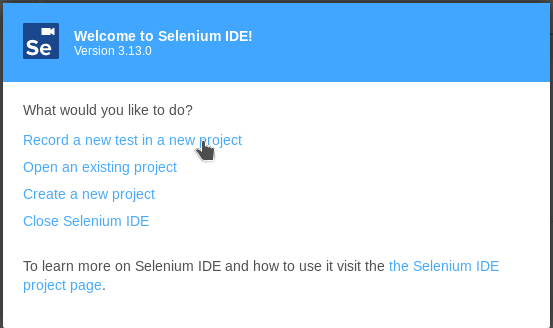 Se
Welcome to Selenium IDE!
Version 3.13.0
What would you like to do?
Record a new test in a new project
Open an existing project
Create a new project
Close Selenium IDE
To learn more on Selenium IDE and how to use it visit the the Selenium IDE
project page.